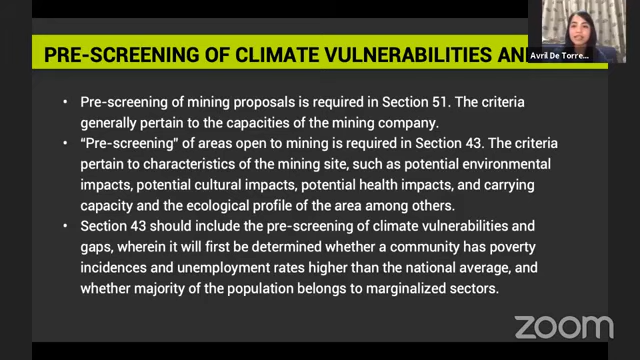 PRE-SCREENING OF CLIMATE VULNERABILITIES AN
Avril De Torre...
• Pre-screening of mining proposals is required in Section 51. The criteria
generally pertain to the capacities of the mining company.
• “Pre-screening” of areas open to mining is required in Section 43. The criteria
pertain to characteristics of the mining site, such as potential environmental
impacts, potential cultural impacts, potential health impacts, and carrying
capacity and the ecological profile of the area among others.
• Section 43 should include the pre-screening of climate vulnerabilities and
gaps, wherein it will first be determined whether a community has poverty
incidences and unemployment rates higher than the national average, and
whether majority of the population belongs to marginalized sectors.
zoom